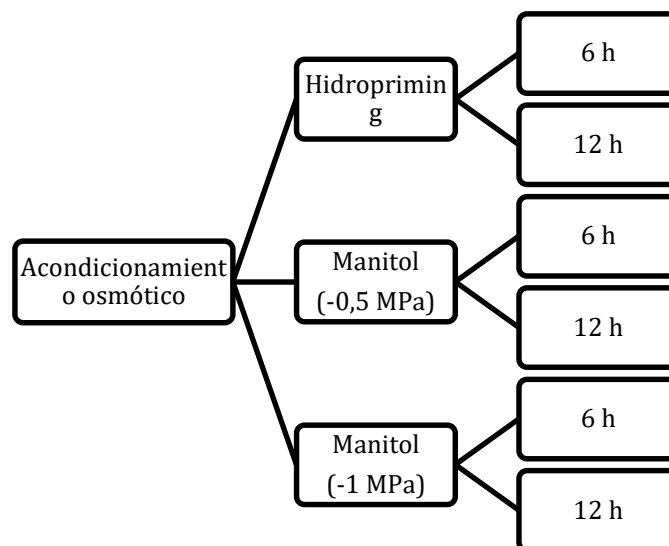 Acondicionamient
o osmótico
Hidroprimin
g
6 h
12 h
Manitol
(-0,5 MPa)
6 h
12 h
Manitol
(-1 MPa)
6 h
12 h